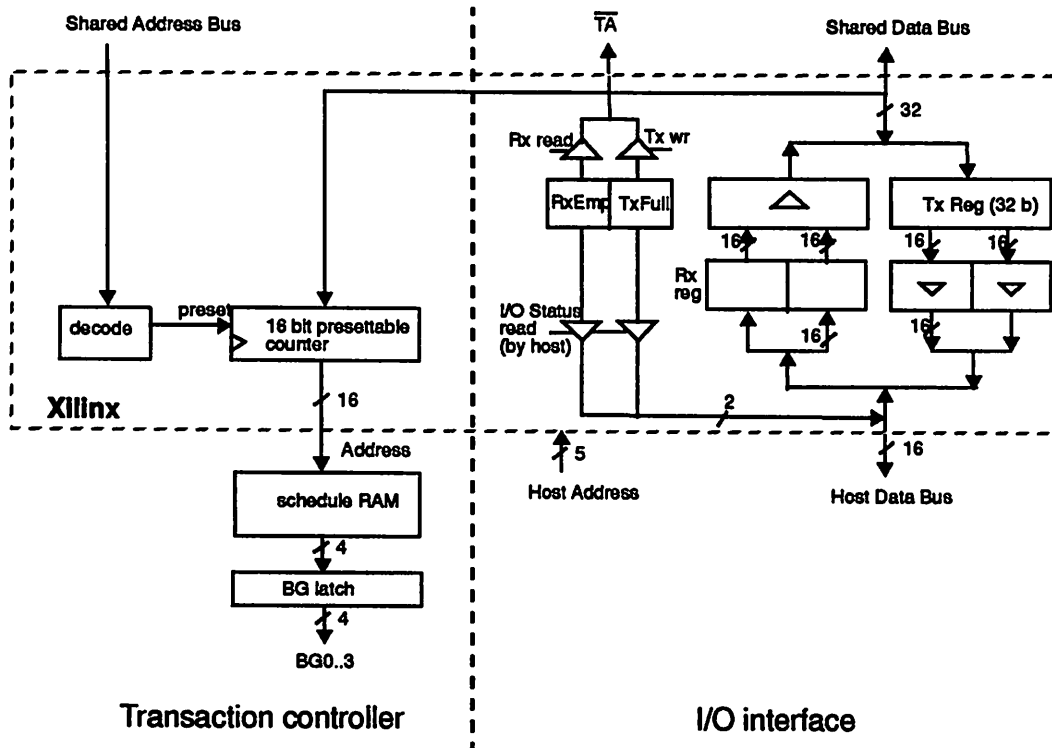 Shared Address Bus
TA
Shared Data Bus
32
Rx read
Tx wr
RxEmp
TxFull
Tx Reg (32 b)
16
16
16
16
Rx
reg
preset
decode
16 bit presettable
counter
I/O Status
read
(by host)
16
16
16
Xilinx
2
Address
5
16
Host Address
Host Data Bus
schedule RAM
4
BG latch
4
BG0..3
Transaction controller
I/O interface